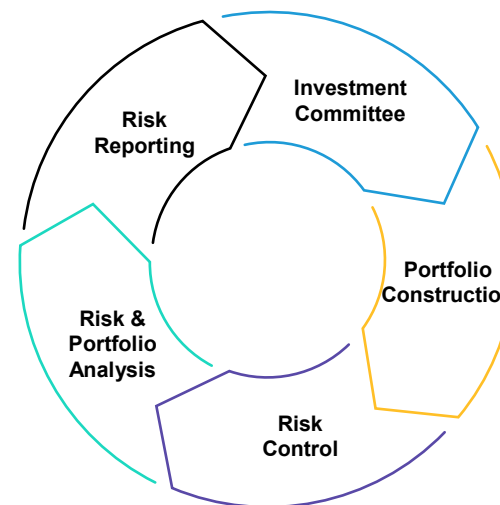 Investment
Committee
Risk
Reporting
Portfolio
Constructio
Risk &
Portfolio
Analysis
Risk
Control